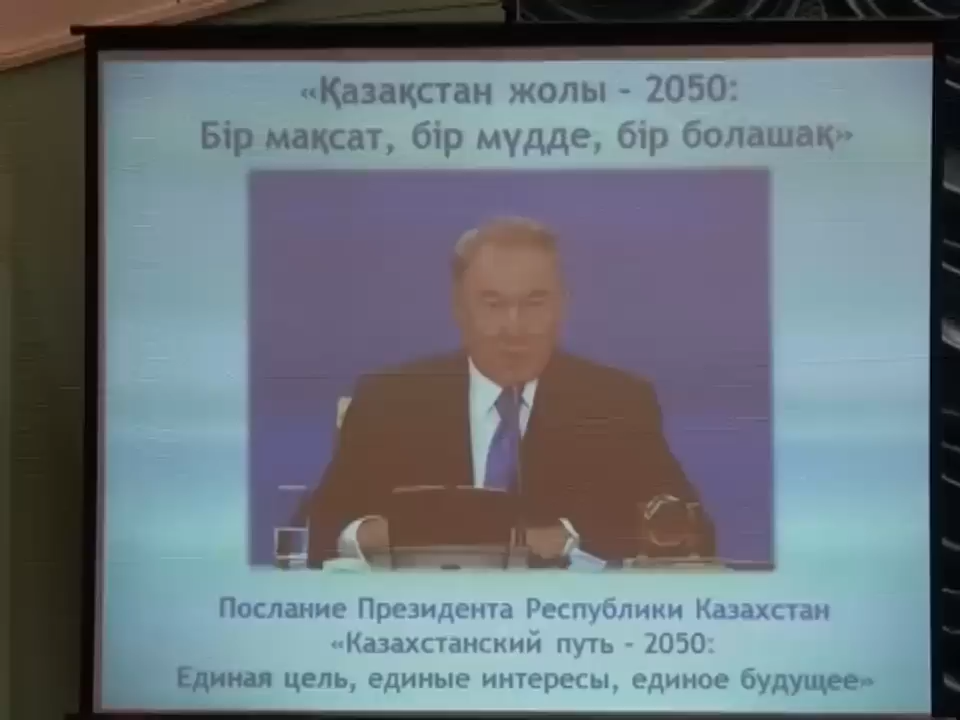 «Қазақстан жолы - 2050:
Бір мақсат, бір мүдде, бір болашақ»
Послание Президента Республики Казахстан
«Казахстанский путь - 2050:
Единая цель, единые интересы, единое будущее»